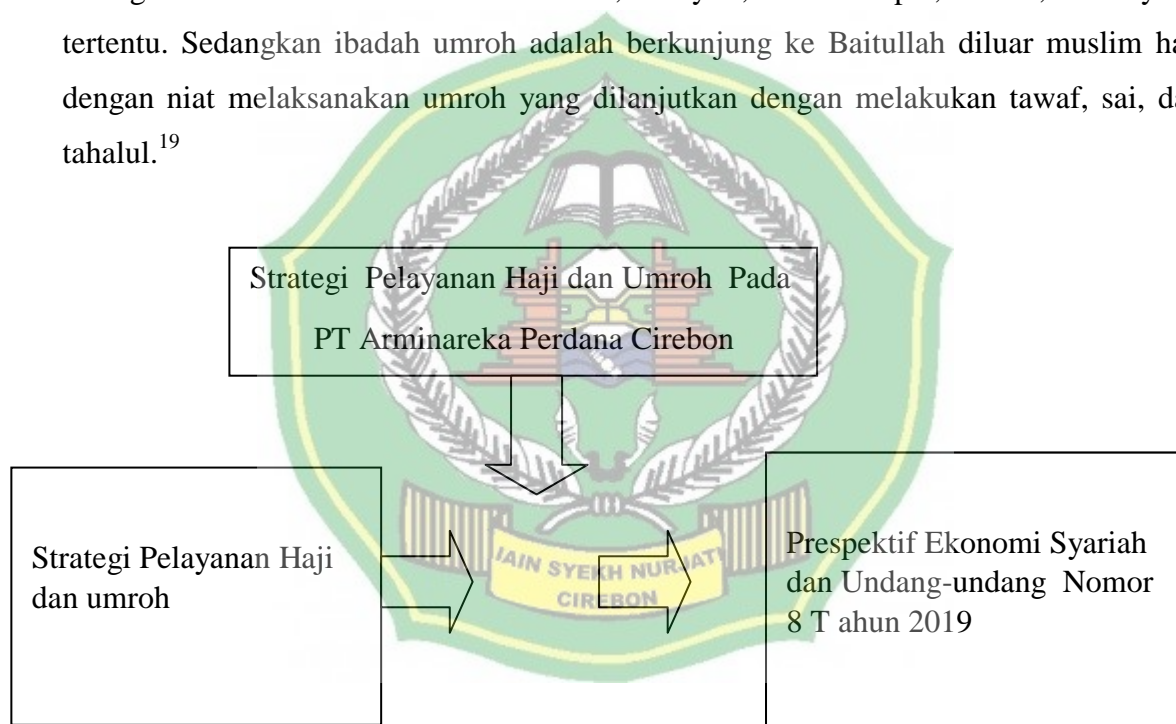 tertentu. Sedangkan ibadah umroh adalah berkunjung ke Baitullah diluar muslim
dengan niat melaksanakan umroh yang dilanjutkan dengan melakukan tawaf, sai,
tahalul.19
Strategi Pelayanan Haji dan Umroh Pada
PT Arminareka Perdana Cirebon
Strategi Pelayanan Haji
dan umroh
IAIN SYEKH NURJATI
CIREBON
Prespektif Ekonomi Syariah
dan Undang-undang Nomor
8 T ahun 2019